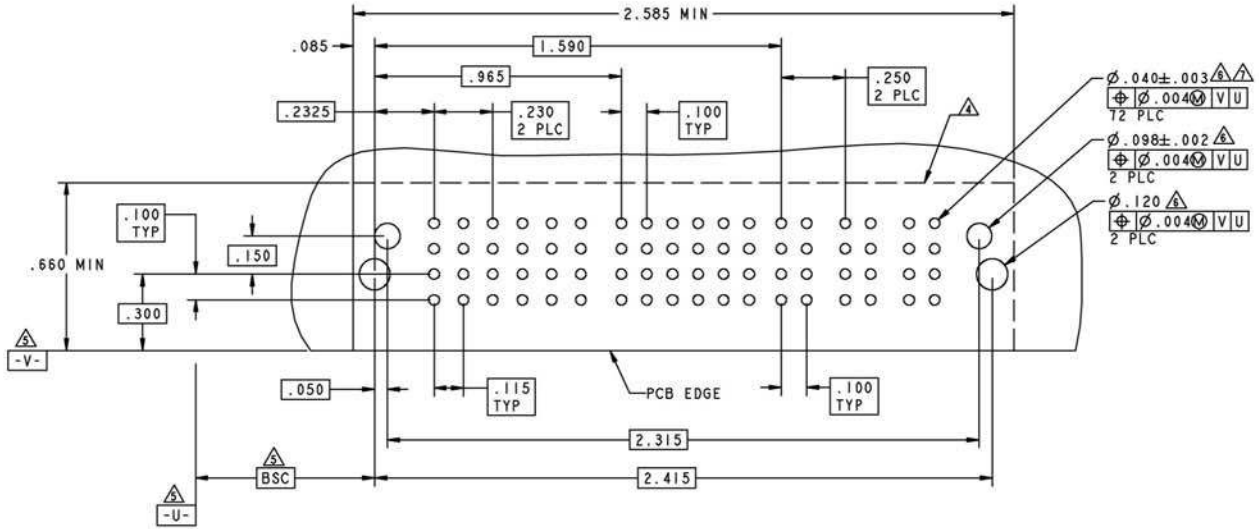 2.585 MIN
.085
1.590
.965
.250
2 PLC
.2325
.230
2 PLC
.100
TYP
4
Ø.040±.003 6 7
⌖ Ø.004Ⓜ V U
72 PLC
Ø.098±.002 6
⌖ Ø.004Ⓜ V U
2 PLC
Ø.120 6
⌖ Ø.004Ⓜ V U
2 PLC
.100
TYP
.150
.660 MIN
.300
5
-V-
.050
.115
TYP
PCB EDGE
.100
TYP
2.315
5
BSC
2.415
5
-U-